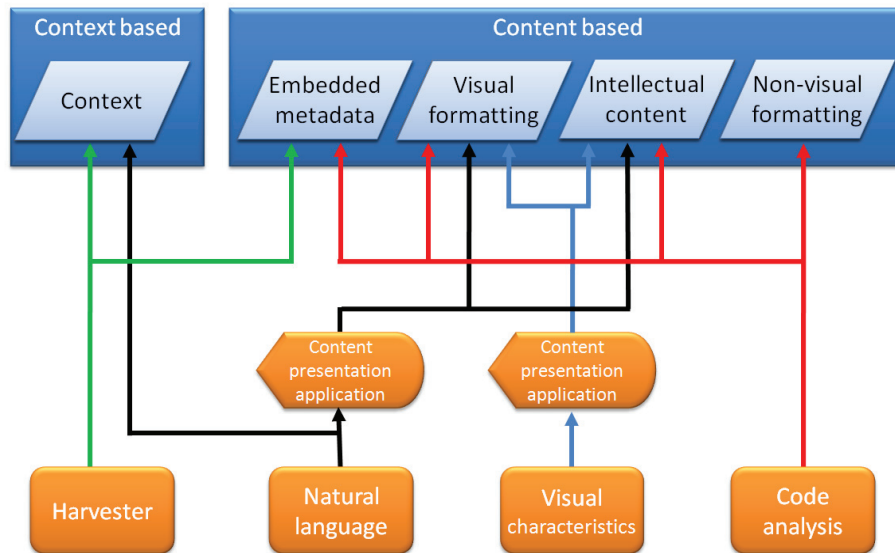 Context based
Content based
Context
Embedded
metadata
Visual
formatting
Intellectual
content
Non-visual
formatting
Content
presentation
application
Content
presentation
application
Harvester
Natural
language
Visual
characteristics
Code
analysis